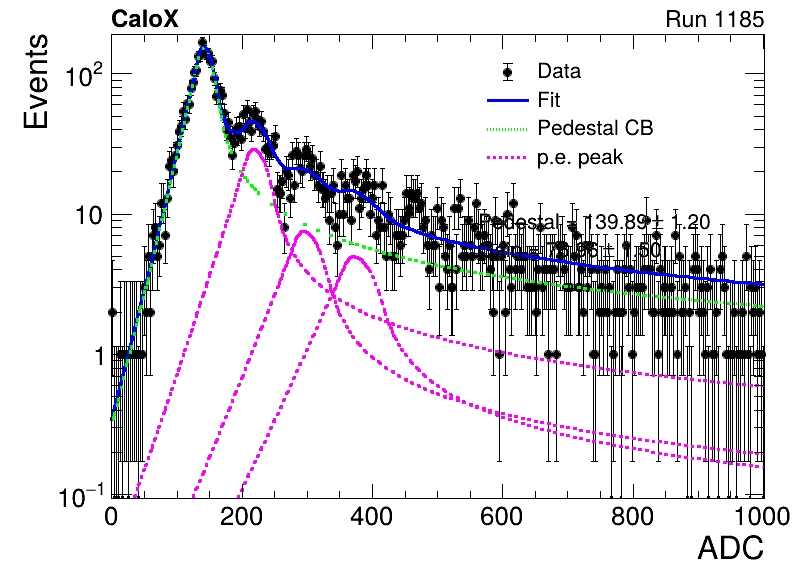 CaloX Run 1185
Events
Data
Fit
Pedestal CB
p.e. peak
Pedestal = 139.89 ± 1.20
10²
10
1
10⁻¹
0 200 400 600 800 1000
ADC